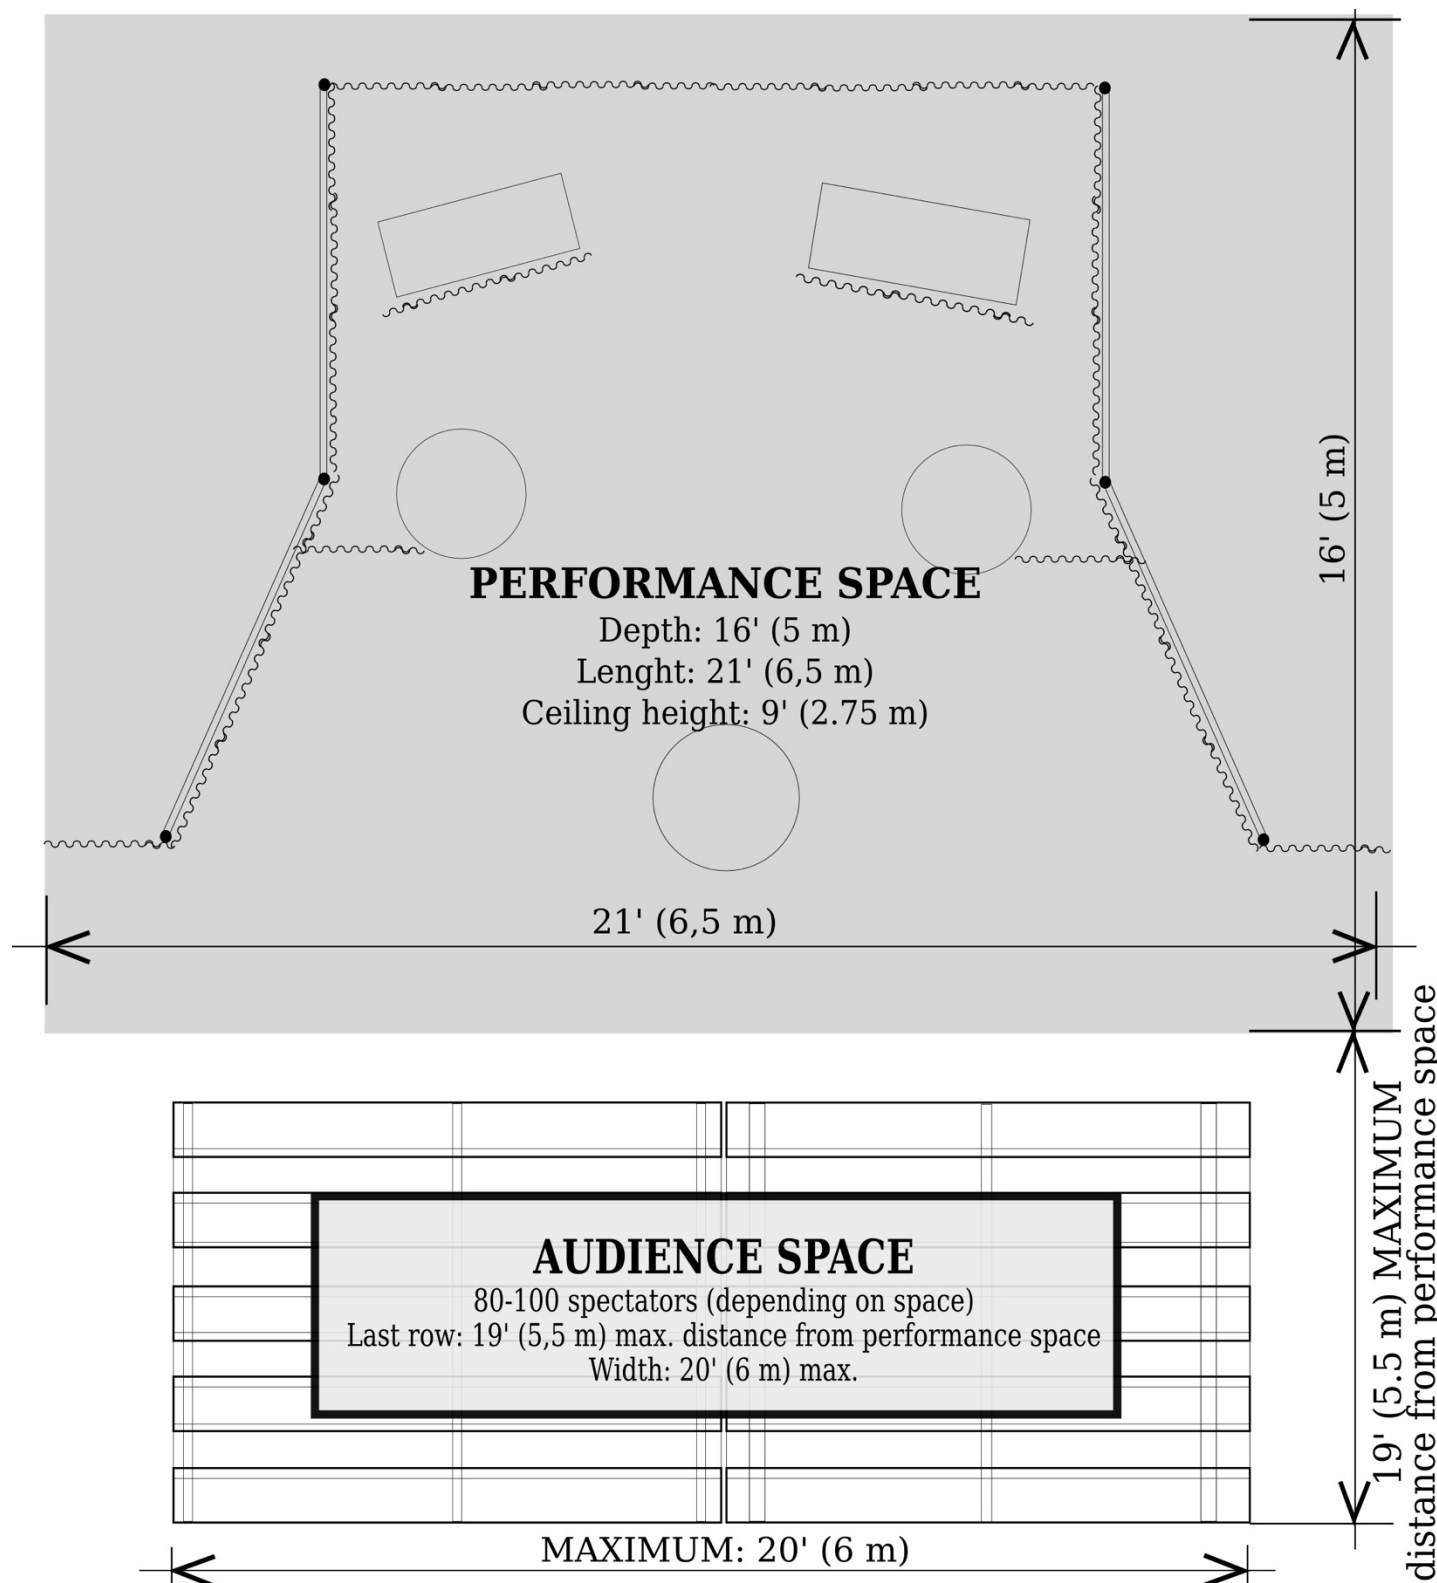 16' (5 m)
PERFORMANCE SPACE
Depth: 16' (5 m)
Lenght: 21' (6,5 m)
Ceiling height: 9' (2.75 m)
21' (6,5 m)
19' (5.5 m) MAXIMUM
distance from performance space
AUDIENCE SPACE
80-100 spectators (depending on space)
Last row: 19' (5,5 m) max. distance from performance space
Width: 20' (6 m) max.
MAXIMUM: 20' (6 m)